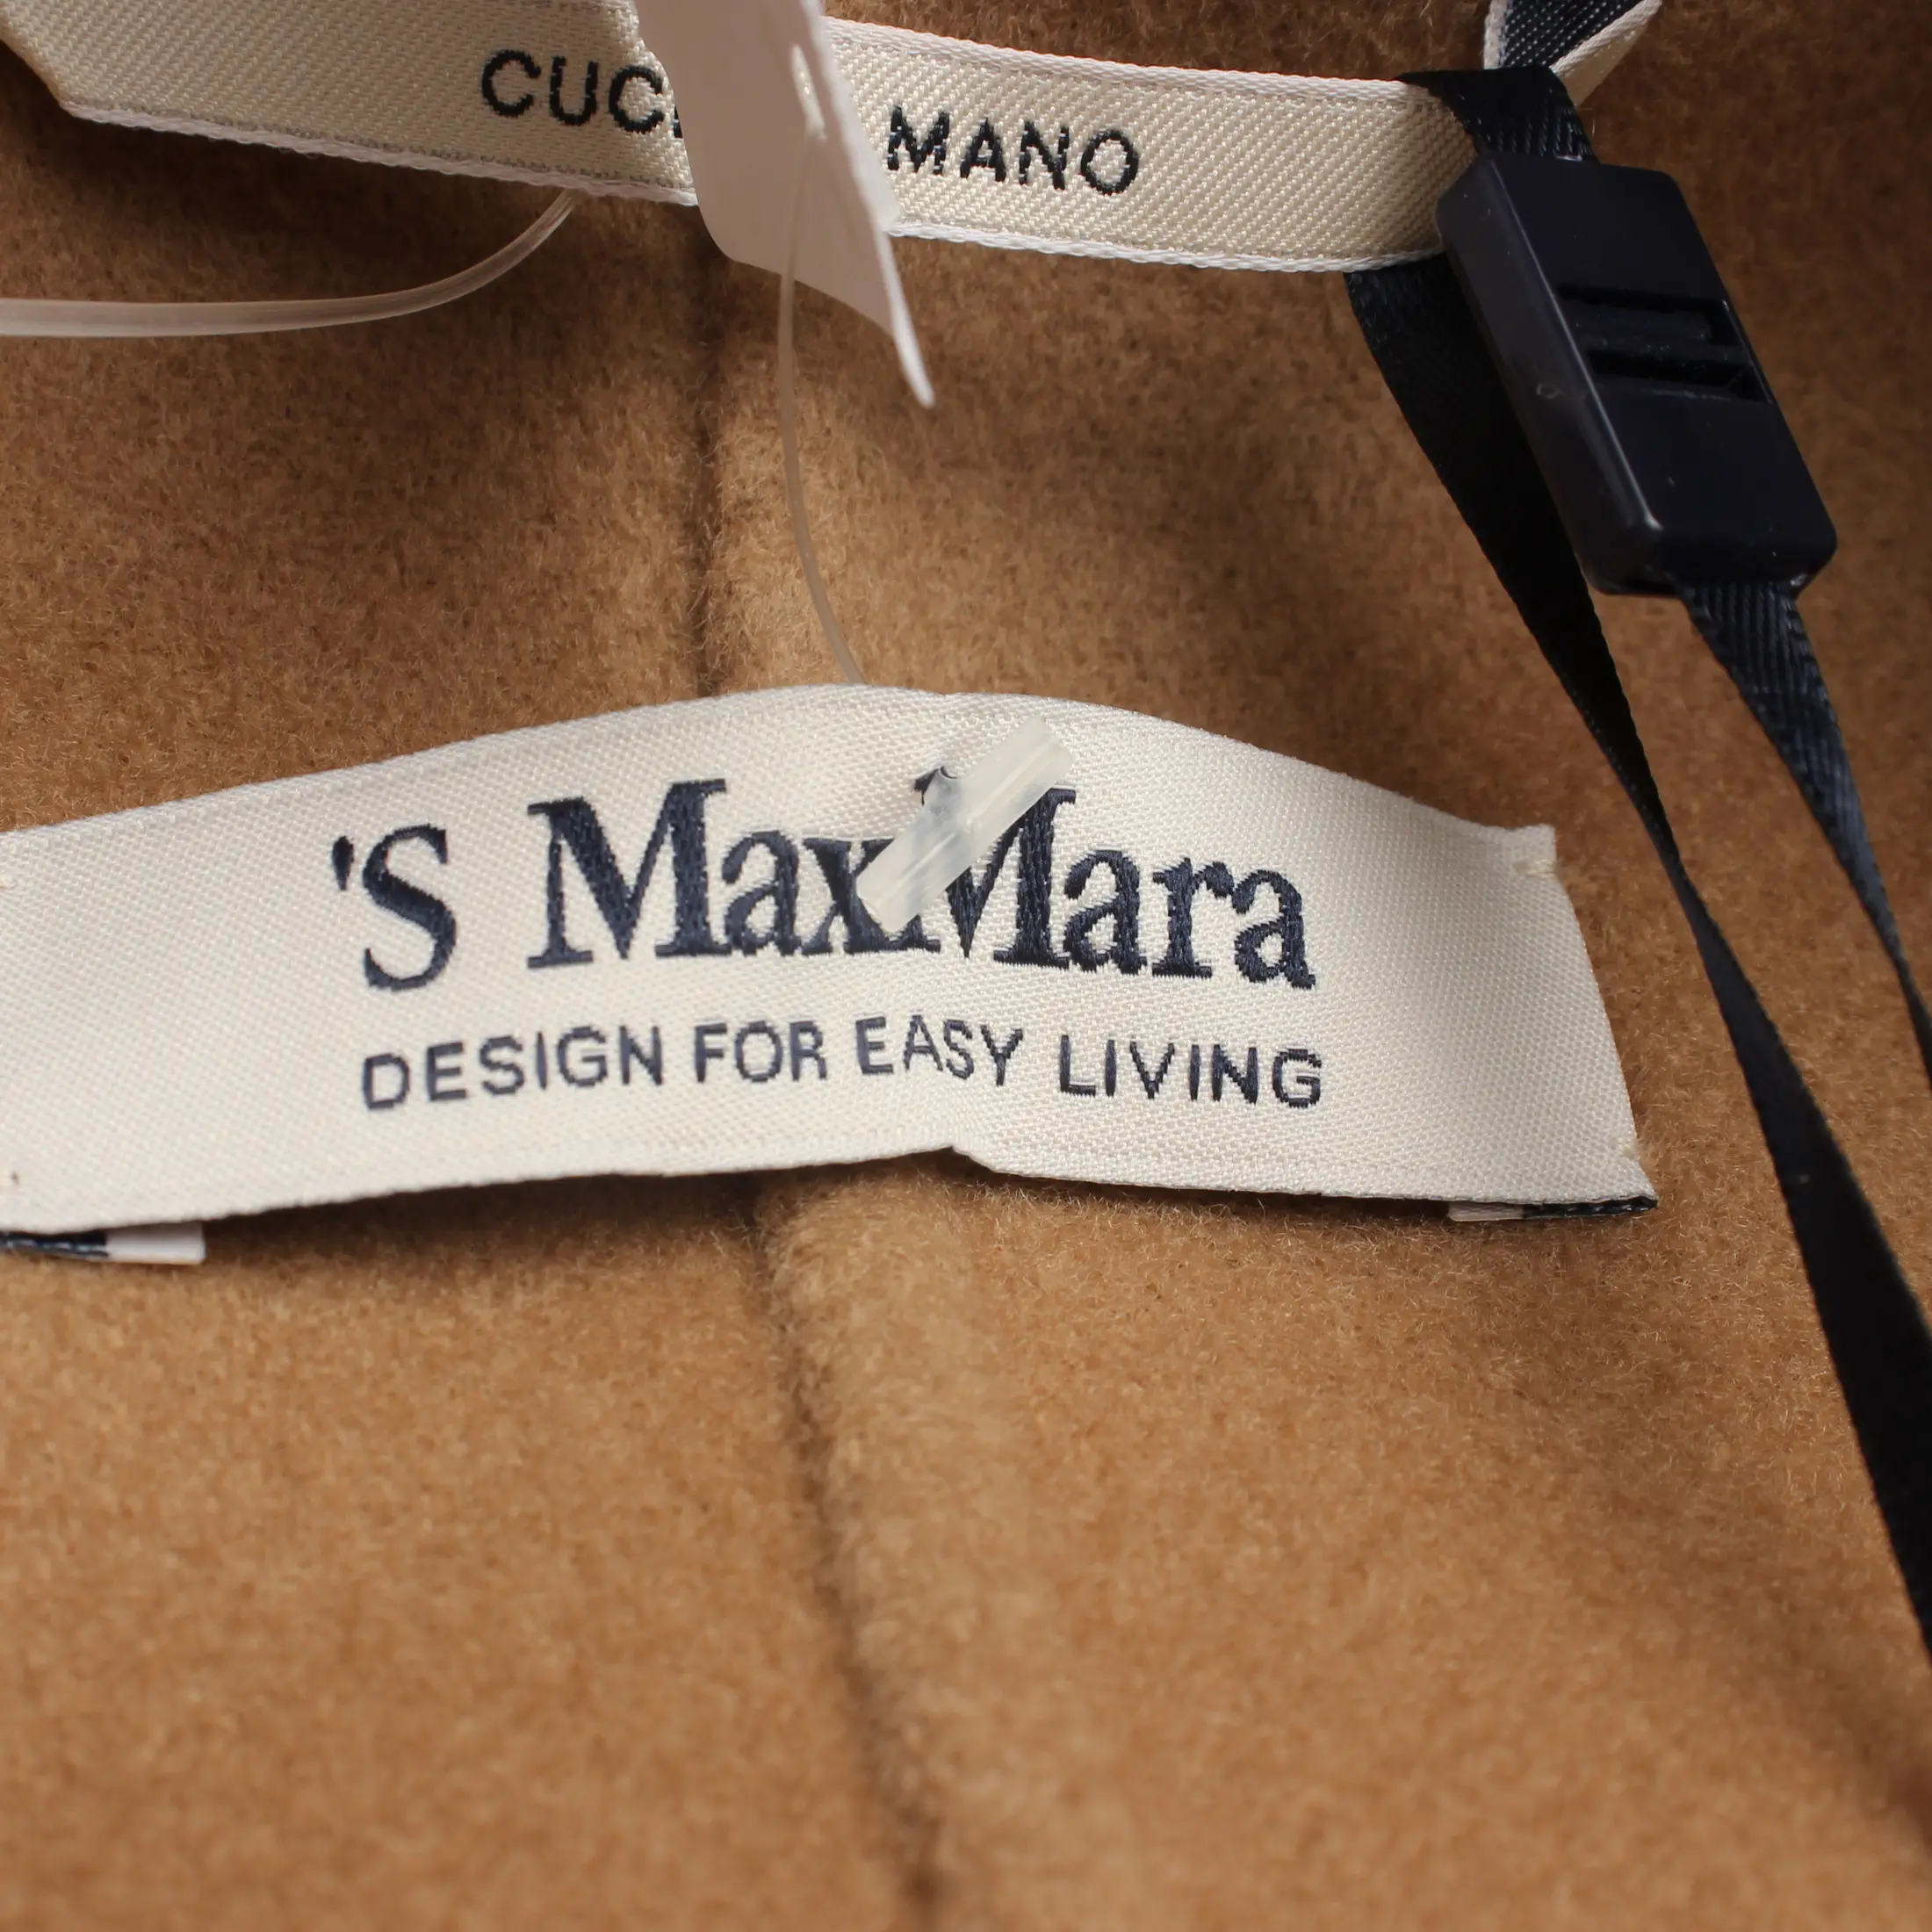 MANO
'S MaxMara
DESIGN FOR EASY LIVING